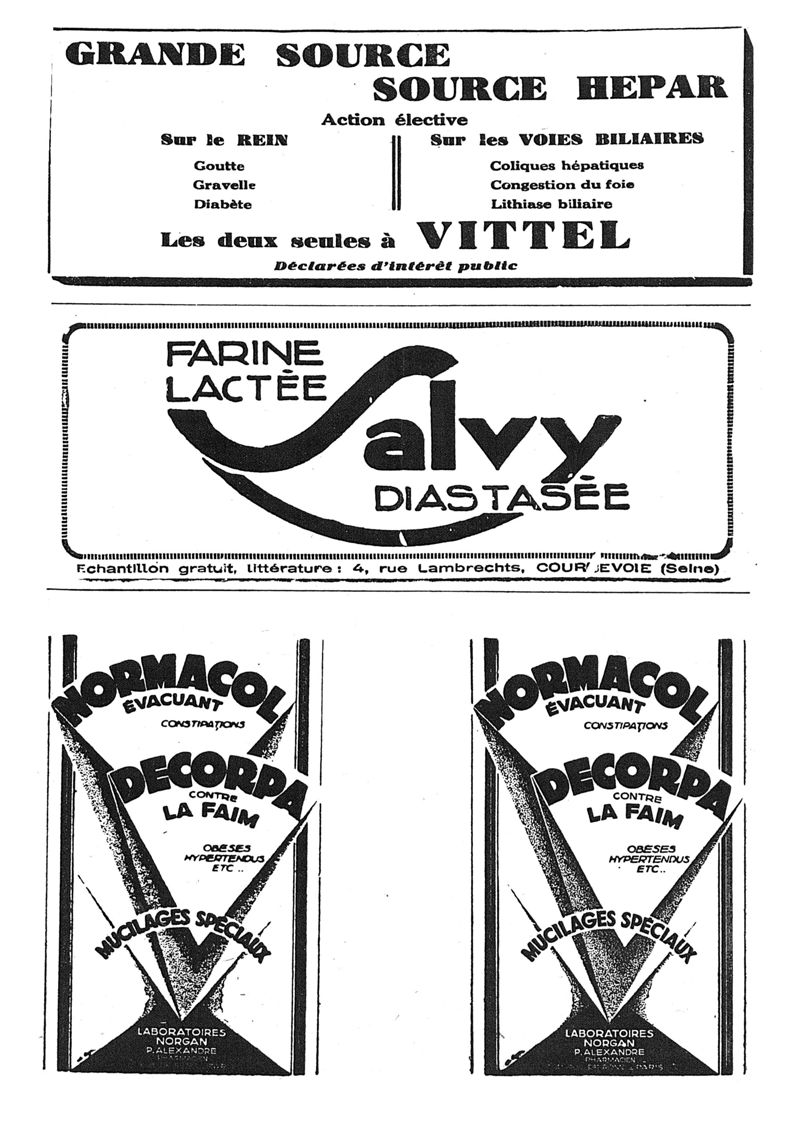 GRANDE SOURCE
SOURCE HEPAR
Action élective
Sur le REIN
Goutte
Gravelle
Diabète
Sur les VOIES BILIAIRES
Coliques hépatiques
Congestion du foie
Lithiase biliaire
Les deux seules à VITTEL
Déclarées d'intérêt public
FARINE
LACTÉE
Salvy
DIASTASÉE
Echantillon gratuit, littérature : 4, rue Lambrechts, COURBEVOIE (Seine)
NORMACOL
ÉVACUANT
CONSTIPATIONS
DECORPA
CONTRE
LA FAIM
OBESES
HYPERTENDUS
ETC..
MUCILAGES SPÉCIAUX
LABORATOIRES
NORGAN
P. ALEXANDRE
PHARMACIEN
NORMACOL
ÉVACUANT
CONSTIPATIONS
DECORPA
CONTRE
LA FAIM
OBESES
HYPERTENDUS
ETC..
MUCILAGES SPÉCIAUX
LABORATOIRES
NORGAN
P. ALEXANDRE
PHARMACIEN
PARIS